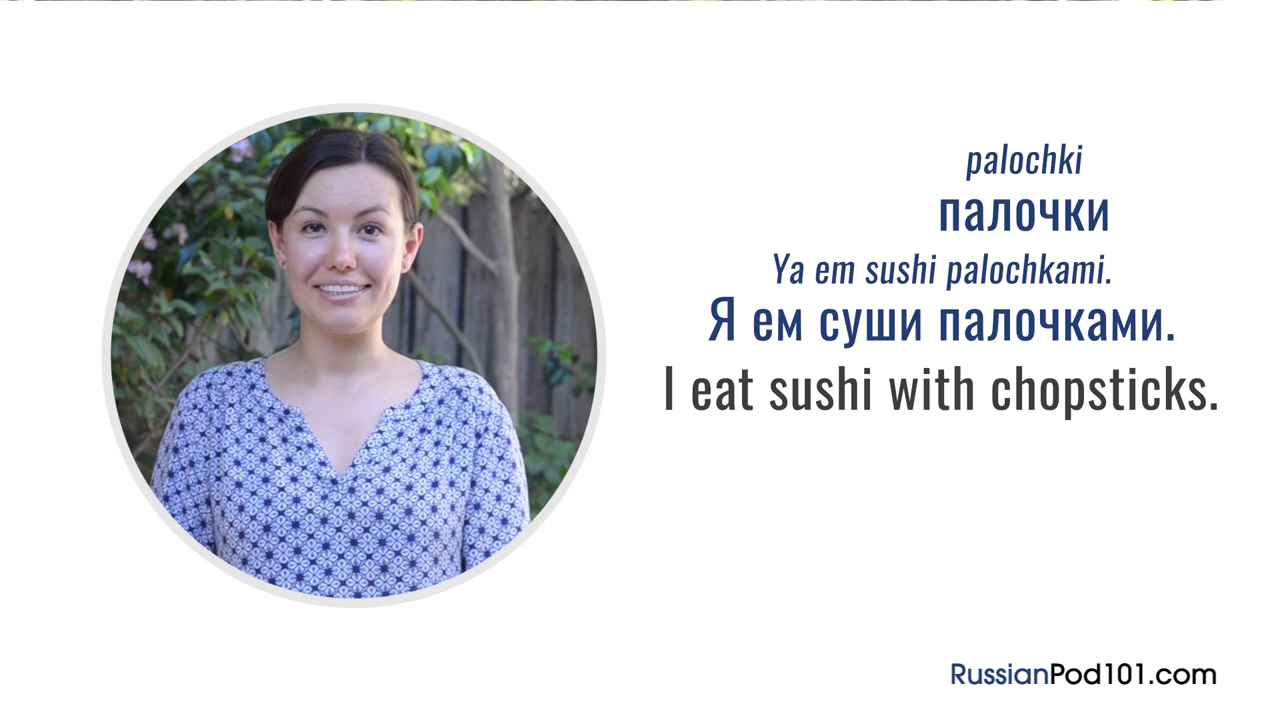 palochki
палочки
Ya em sushi palochkami.
Я ем суши палочками.
I eat sushi with chopsticks.
RussianPod101.com